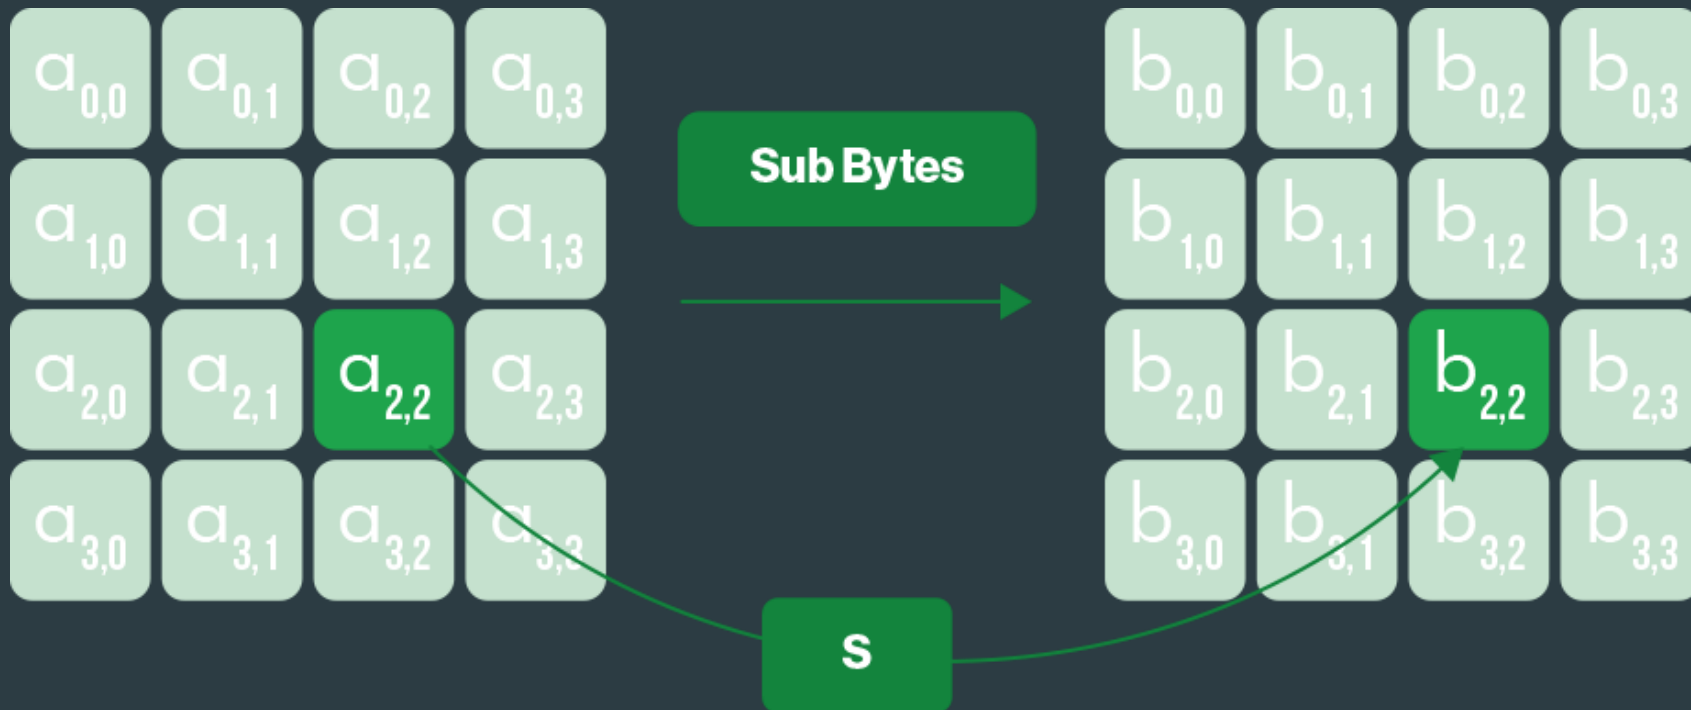 a0,0 a0,1 a0,2 a0,3
b0,0 b0,1 b0,2 b0,3
Sub Bytes
a1,0 a1,1 a1,2 a1,3
b1,0 b1,1 b1,2 b1,3
a2,0 a2,1 a2,2 a2,3
b2,0 b2,1 b2,2 b2,3
a3,0 a3,1 a3,2 a3,3
b3,0 b3,1 b3,2 b3,3
S